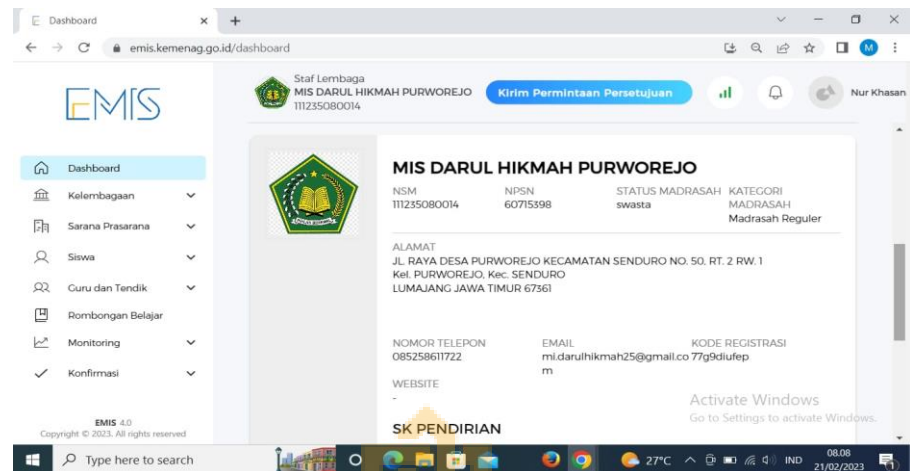 Dashboard
emis.kemenag.go.id/dashboard
M
EMIS
Staf Lembaga
MIS DARUL HIKMAH PURWOREJO
111235080014
Kirim Permintaan Persetujuan
Nur Khasan
Dashboard
Kelembagaan
Sarana Prasarana
Siswa
Guru dan Tendik
Rombongan Belajar
Monitoring
Konfirmasi
EMIS 4.0
Copyright © 2023. All rights reserved
MIS DARUL HIKMAH PURWOREJO
NSM NPSN STATUS MADRASAH KATEGORI
MADRASAH
111235080014 60715398 swasta
Madrasah Reguler
ALAMAT
JL. RAYA DESA PURWOREJO KECAMATAN SENDURO NO. 50, RT. 2 RW. 1
Kel. PURWOREJO, Kec. SENDURO
LUMAJANG JAWA TIMUR 67361
NOMOR TELEPON EMAIL KODE REGISTRASI
085258611722 mi.darulhikmah25@gmail.co 77g9diufep
m
WEBSITE
-
SK PENDIRIAN
Activate Windows
Go to Settings to activate Windows.
Type here to search
27°C
IND
08.08
21/02/2023